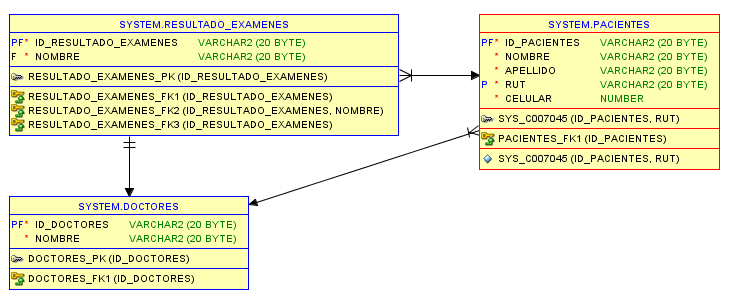 SYSTEM.RESULTADO_EXAMENES
PF* ID_RESULTADO_EXAMENES VARCHAR2 (20 BYTE)
F * NOMBRE VARCHAR2 (20 BYTE)
RESULTADO_EXAMENES_PK (ID_RESULTADO_EXAMENES)
RESULTADO_EXAMENES_FK1 (ID_RESULTADO_EXAMENES)
RESULTADO_EXAMENES_FK2 (ID_RESULTADO_EXAMENES, NOMBRE)
RESULTADO_EXAMENES_FK3 (ID_RESULTADO_EXAMENES)
SYSTEM.PACIENTES
PF* ID_PACIENTES VARCHAR2 (20 BYTE)
* NOMBRE VARCHAR2 (20 BYTE)
* APELLIDO VARCHAR2 (20 BYTE)
P * RUT VARCHAR2 (20 BYTE)
* CELULAR NUMBER
SYS_C007045 (ID_PACIENTES, RUT)
PACIENTES_FK1 (ID_PACIENTES)
SYS_C007045 (ID_PACIENTES, RUT)
SYSTEM.DOCTORES
PF* ID_DOCTORES VARCHAR2 (20 BYTE)
* NOMBRE VARCHAR2 (20 BYTE)
DOCTORES_PK (ID_DOCTORES)
DOCTORES_FK1 (ID_DOCTORES)